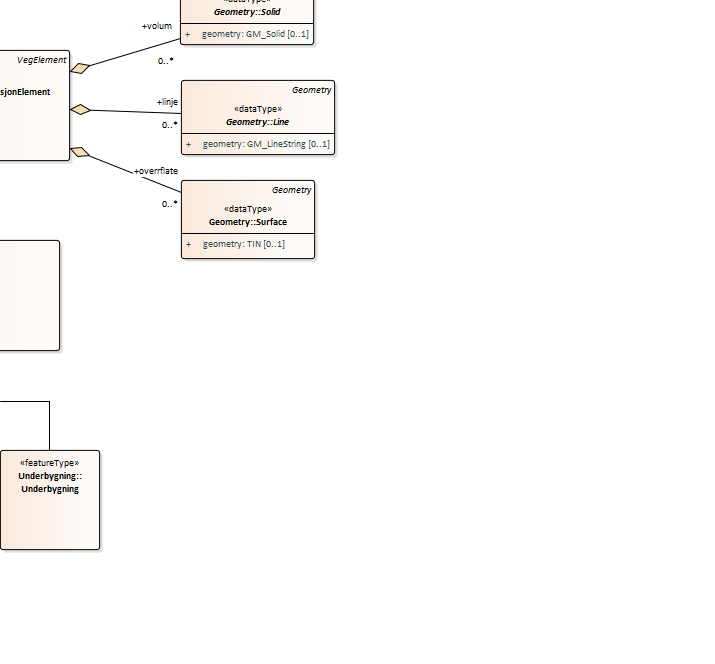 «dataType»
Geometry::Solid
+ geometry: GM_Solid [0..1]
+volum
0..*
VegElement
sjonElement
+linje
0..*
Geometry
«dataType»
Geometry::Line
+ geometry: GM_LineString [0..1]
+overrflate
0..*
Geometry
«dataType»
Geometry::Surface
+ geometry: TIN [0..1]
«featureType»
Underbygning::
Underbygning